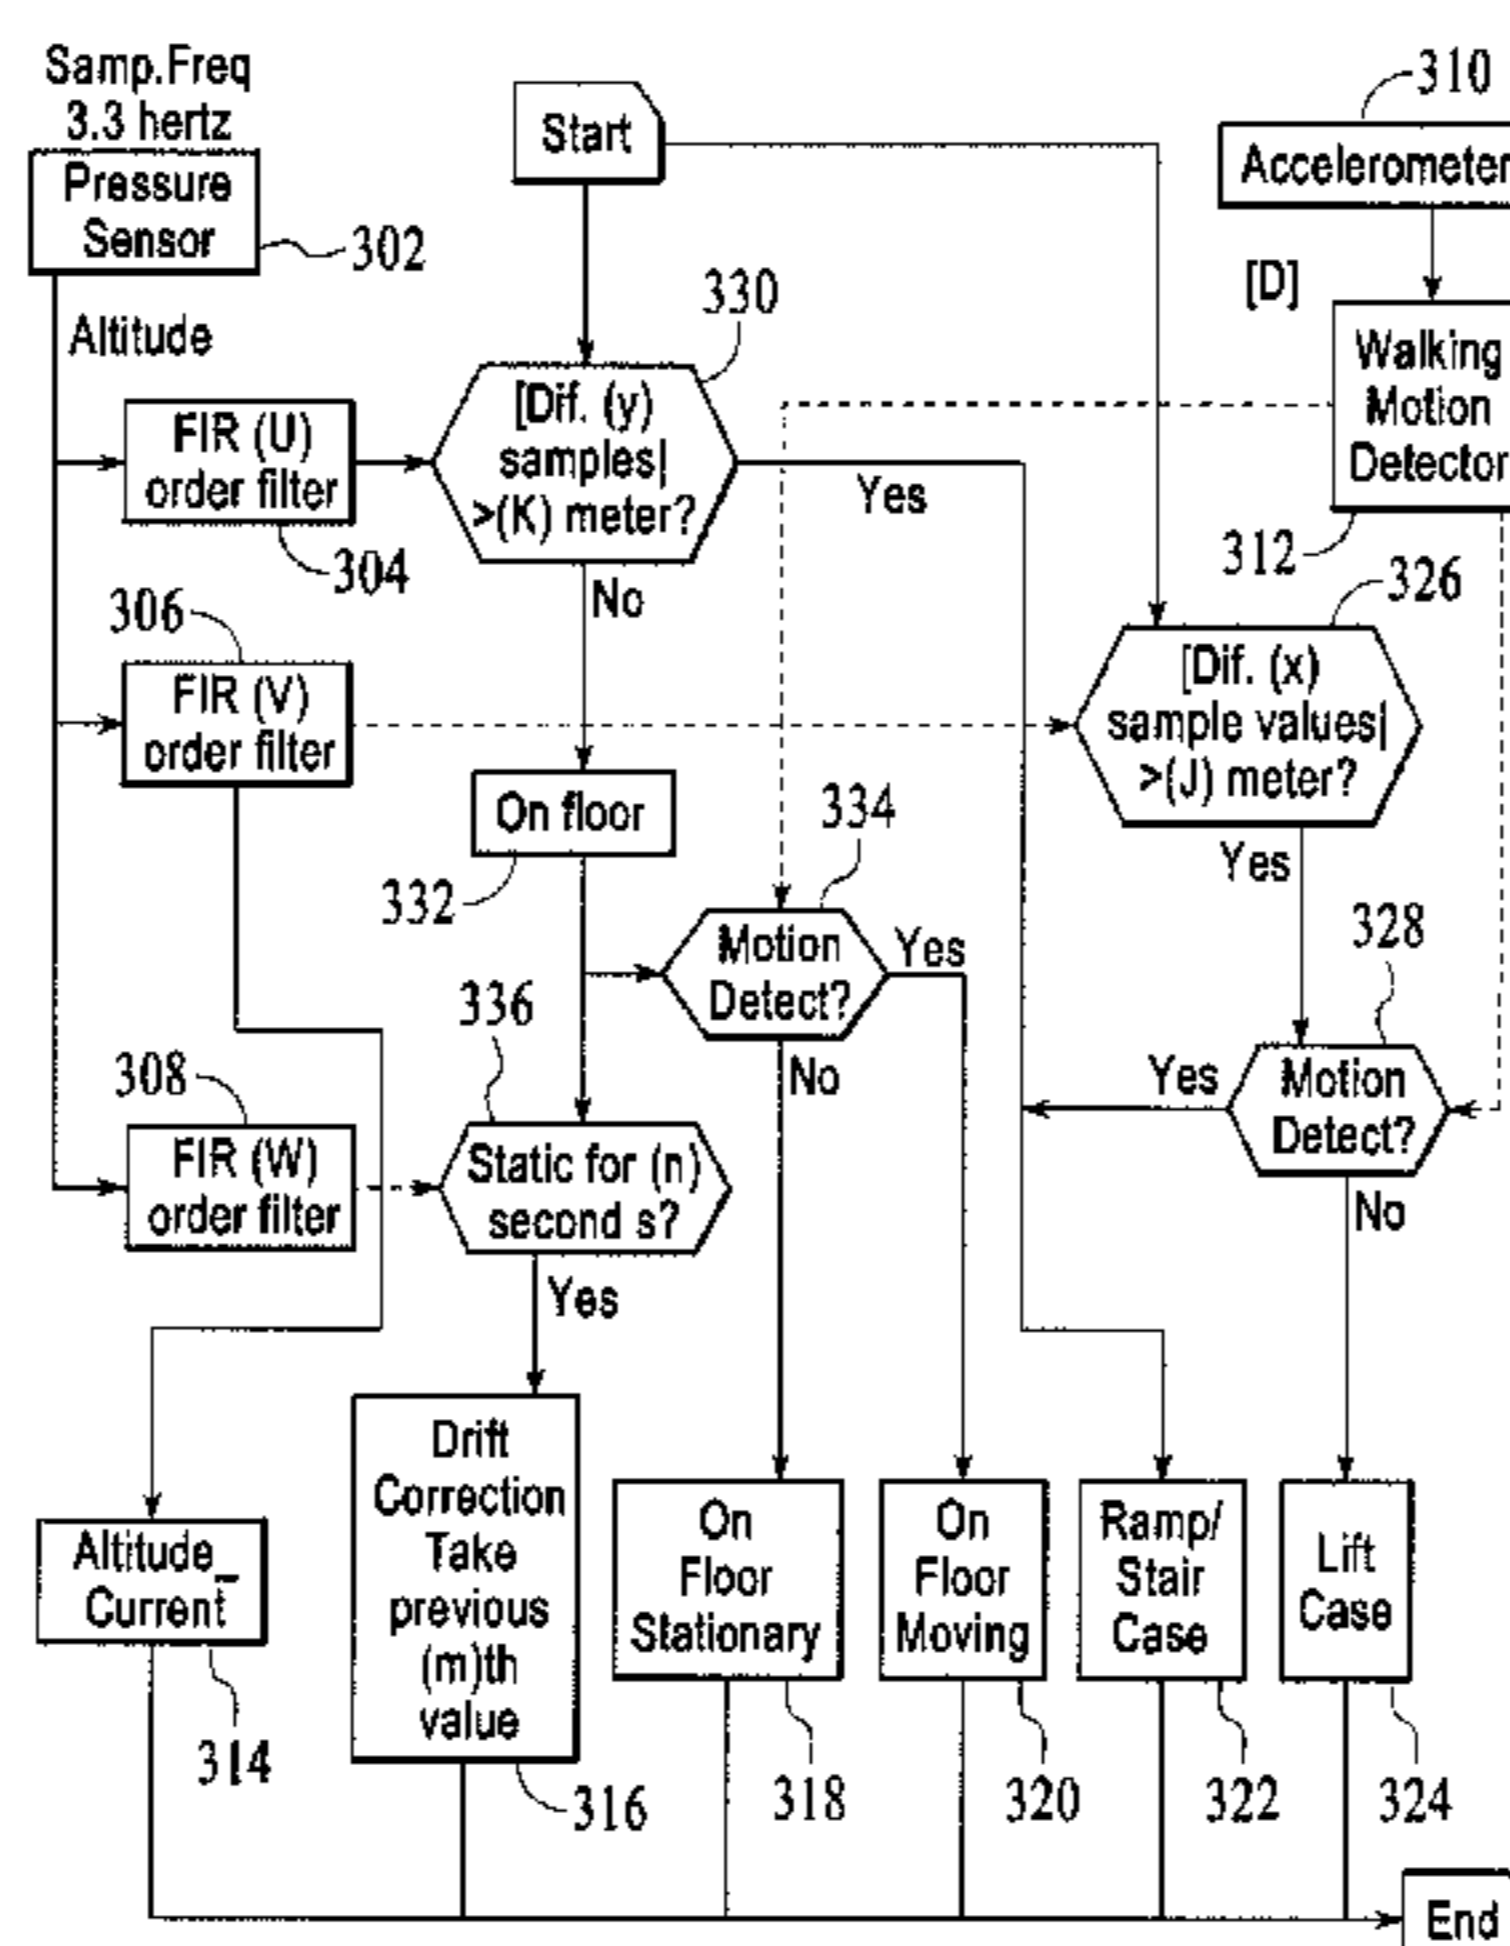 Samp.Freq
3.3 hertz
Pressure
Sensor
302
Start
310
Accelerometer
[D]
Altitude
330
Walking
Motion
Detector
312
FIR (U)
order filter
304
[Dif. (y)
samples|
>(K) meter?
Yes
No
326
306
FIR (V)
order filter
[Dif. (x)
sample values|
>(J) meter?
Yes
On floor
332
334
Motion
Detect?
Yes
No
328
Motion
Detect?
Yes
No
336
308
FIR (W)
order filter
Static for (n)
second s?
Yes
Altitude_
Current
314
Drift
Correction
Take
previous
(m)th
value
316
On
Floor
Stationary
318
On
Floor
Moving
320
Ramp/
Stair
Case
322
Lift
Case
324
End